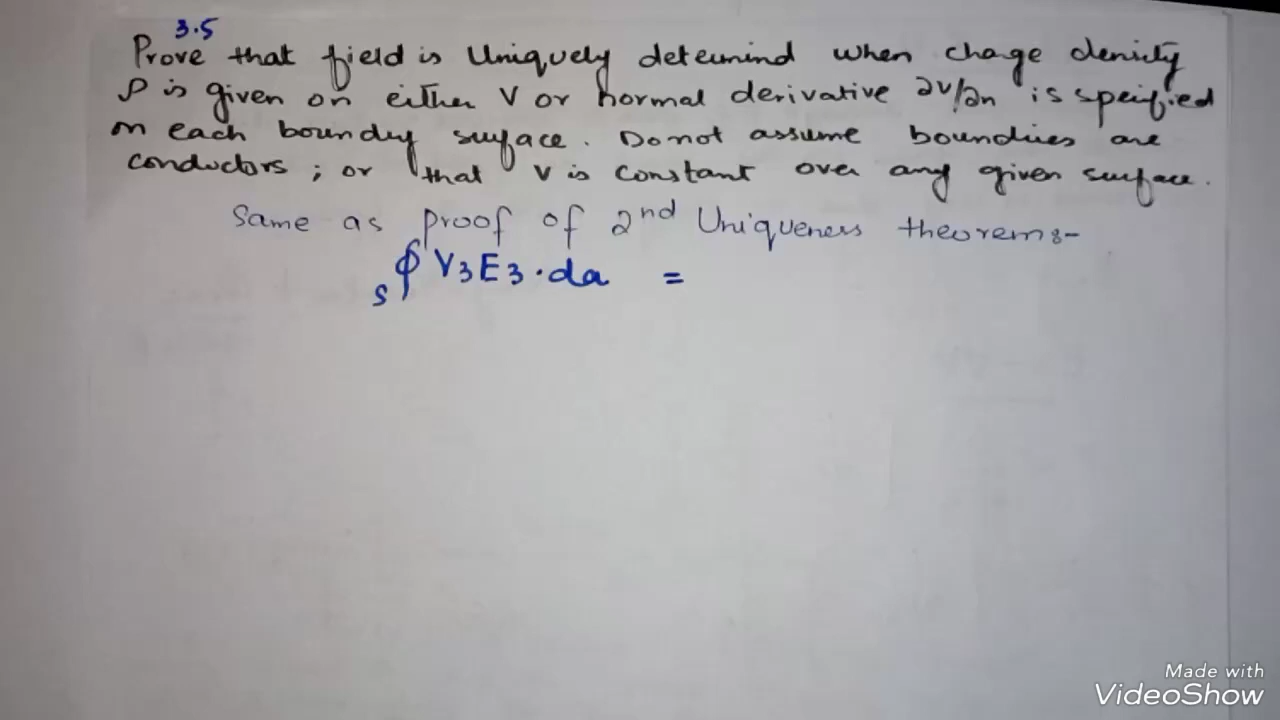 3.5
Prove that field is Uniquely detemind when charge density
ρ is given on either V or normal derivative ∂V/∂n is specified
on each boundry surface. Do not assume boundries are
conductors ; or that V is constant over any given surface.
Same as proof of 2nd Uniqueness theorems-
s∮ V3E3·da =
Made with
VideoShow